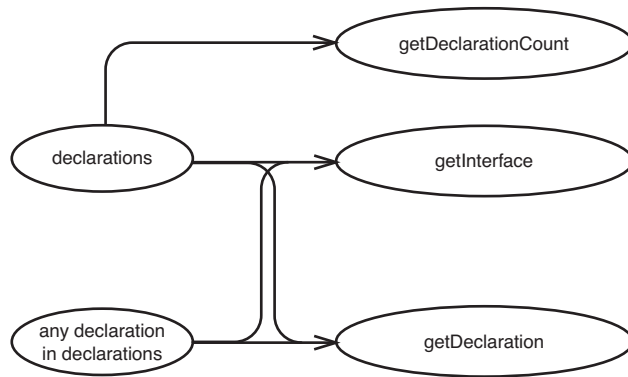 getDeclarationCount
declarations
getInterface
any declaration
in declarations
getDeclaration